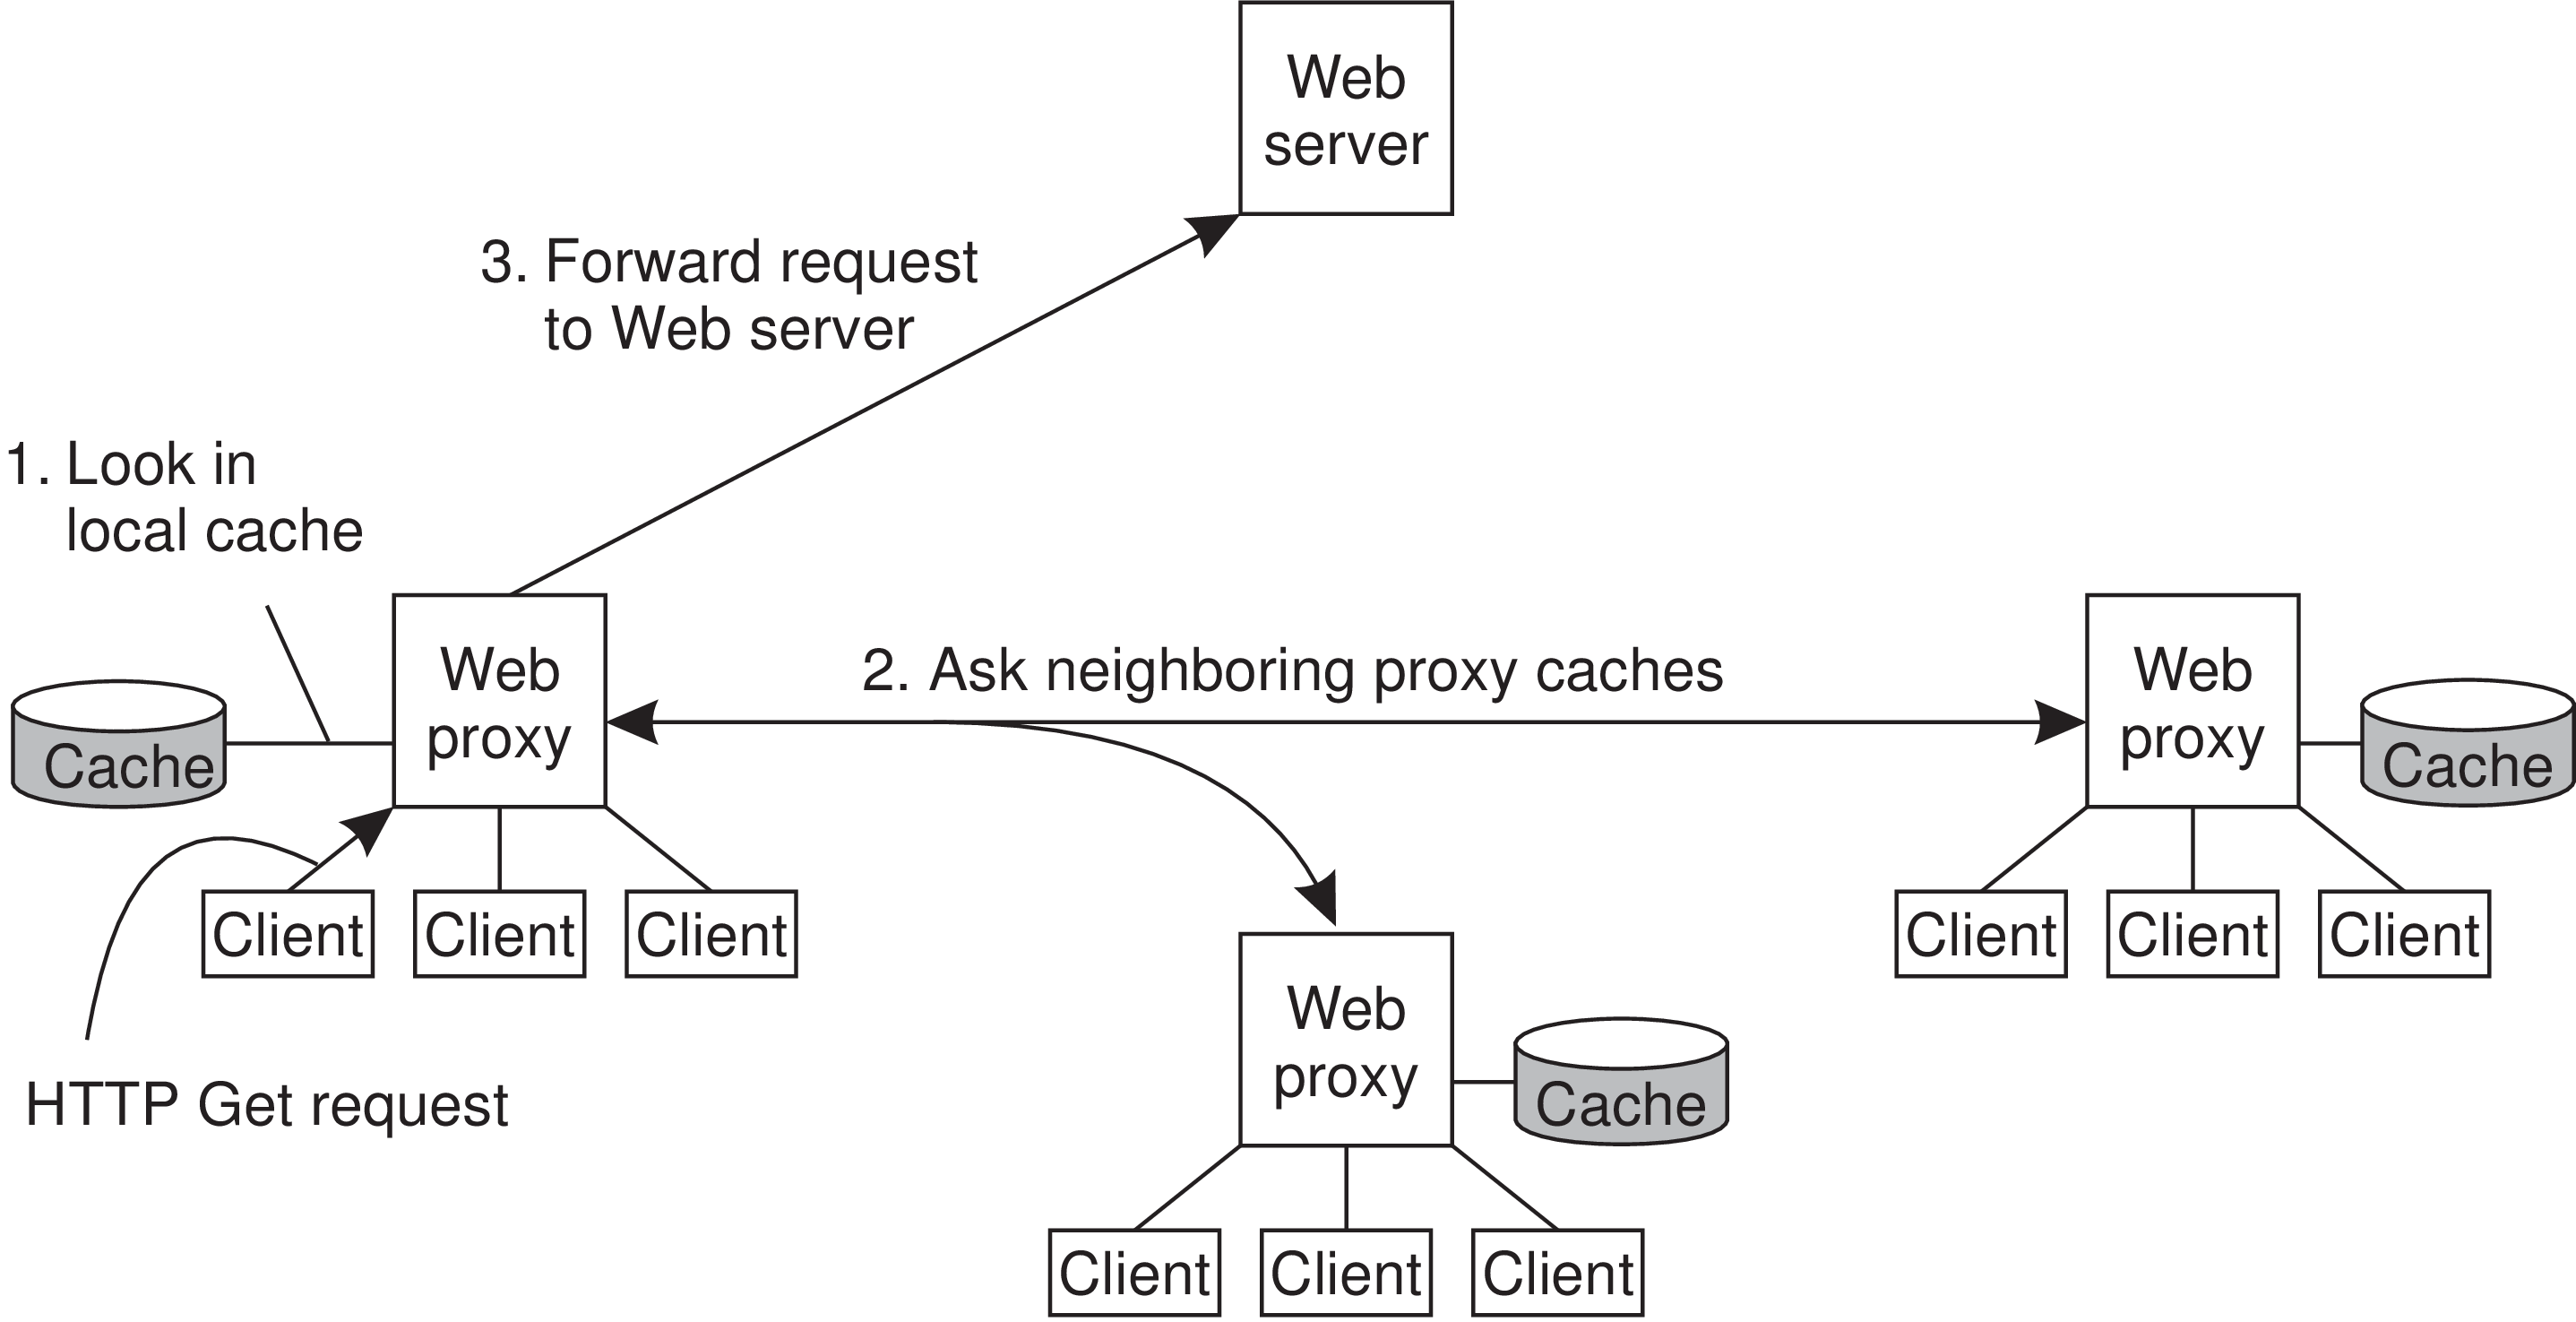 Web
server
3. Forward request
to Web server
1. Look in
local cache
Web
proxy
2. Ask neighboring proxy caches
Web
proxy
Cache
Cache
Client
Client
Client
Client
Client
Client
Web
proxy
Cache
HTTP Get request
Client
Client
Client